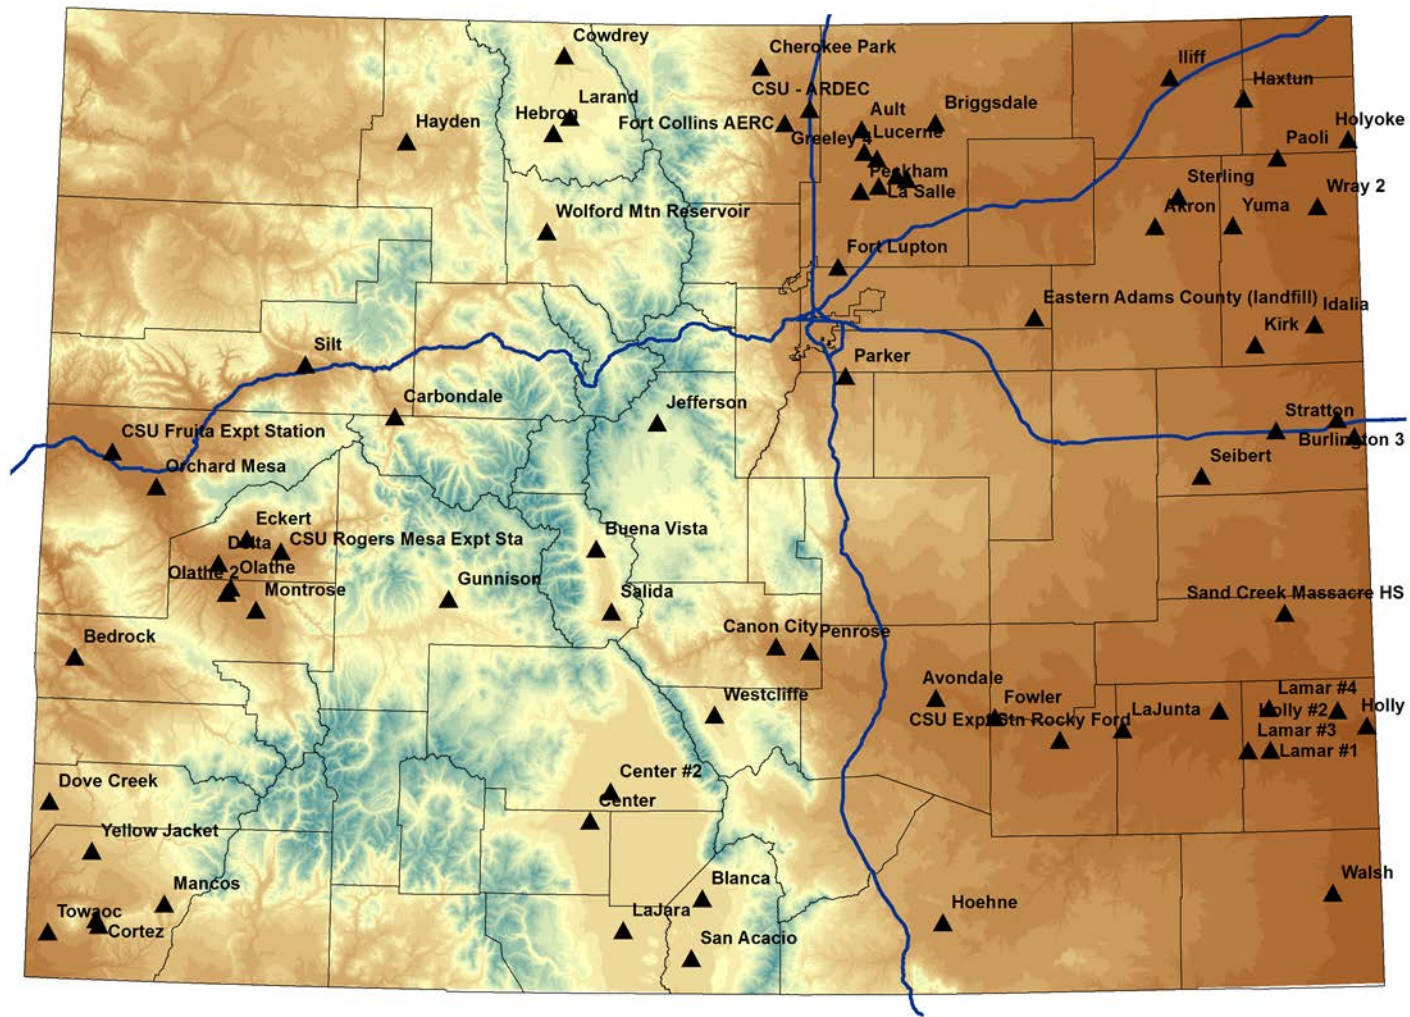 Cowdrey
Cherokee Park
Iliff
Haxtun
CSU - ARDEC
Larand
Hebron
Hayden
Fort Collins AERC
Ault
Briggsdale
Holyoke
Lucerne
Greeley 4
Paoli
Peckham
La Salle
Sterling
Wray 2
Akron
Yuma
Wolford Mtn Reservoir
Fort Lupton
Eastern Adams County (landfill)
Idalia
Kirk
Silt
Parker
Carbondale
Jefferson
Stratton
CSU Fruita Expt Station
Burlington 3
Orchard Mesa
Seibert
Eckert
Delta
CSU Rogers Mesa Expt Sta
Buena Vista
Olathe 2
Olathe
Gunnison
Montrose
Salida
Sand Creek Massacre HS
Bedrock
Canon City
Penrose
Avondale
Westcliffe
Fowler
Lamar #4
CSU Exp Stn Rocky Ford
LaJunta
Holly #2
Holly
Lamar #3
Lamar #1
Dove Creek
Center #2
Center
Yellow Jacket
Mancos
Blanca
Walsh
Towaoc
Cortez
LaJara
Hoehne
San Acacio